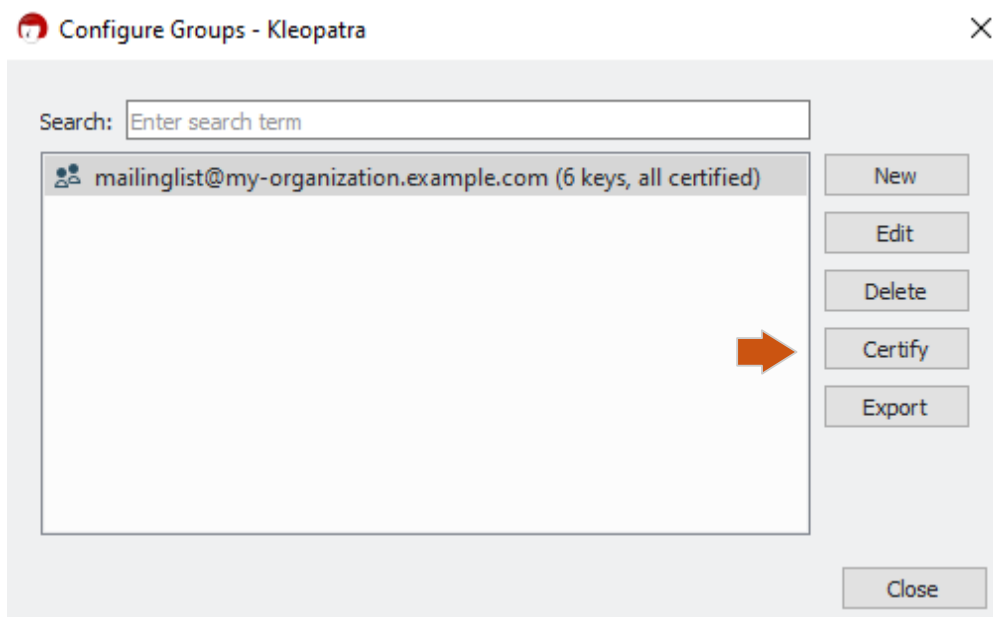 Configure Groups - Kleopatra
Search: Enter search term
mailinglist@my-organization.example.com (6 keys, all certified)
New
Edit
Delete
Certify
Export
Close